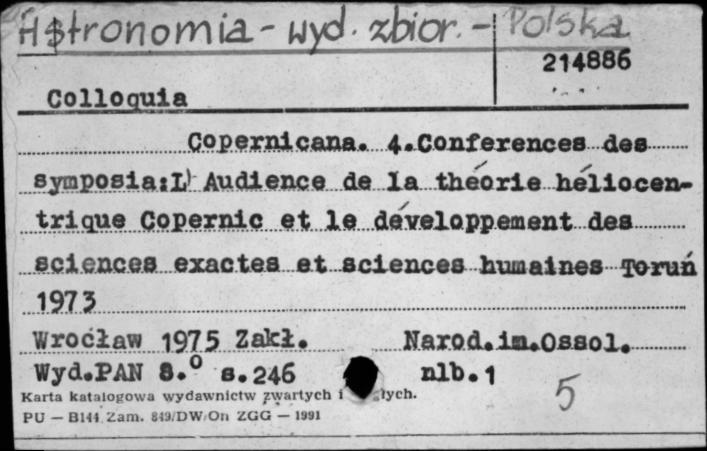 Astronomia - wyd. zbior. - Polska
214886
Colloquia
Copernicana. 4.Conferences des
symposia:L' Audience de la théorie héliocen-
trique Copernic et le développement des
sciences exactes et sciences humaines Toruń
1973
Wrocław 1975 Zakł. Narod.im.Ossol.
Wyd.PAN 8.° s.246 nlb.1
Karta katalogowa wydawnictw zwartych i łych.
5
PU — B144 Zam. 849/DW/On ZGG — 1991